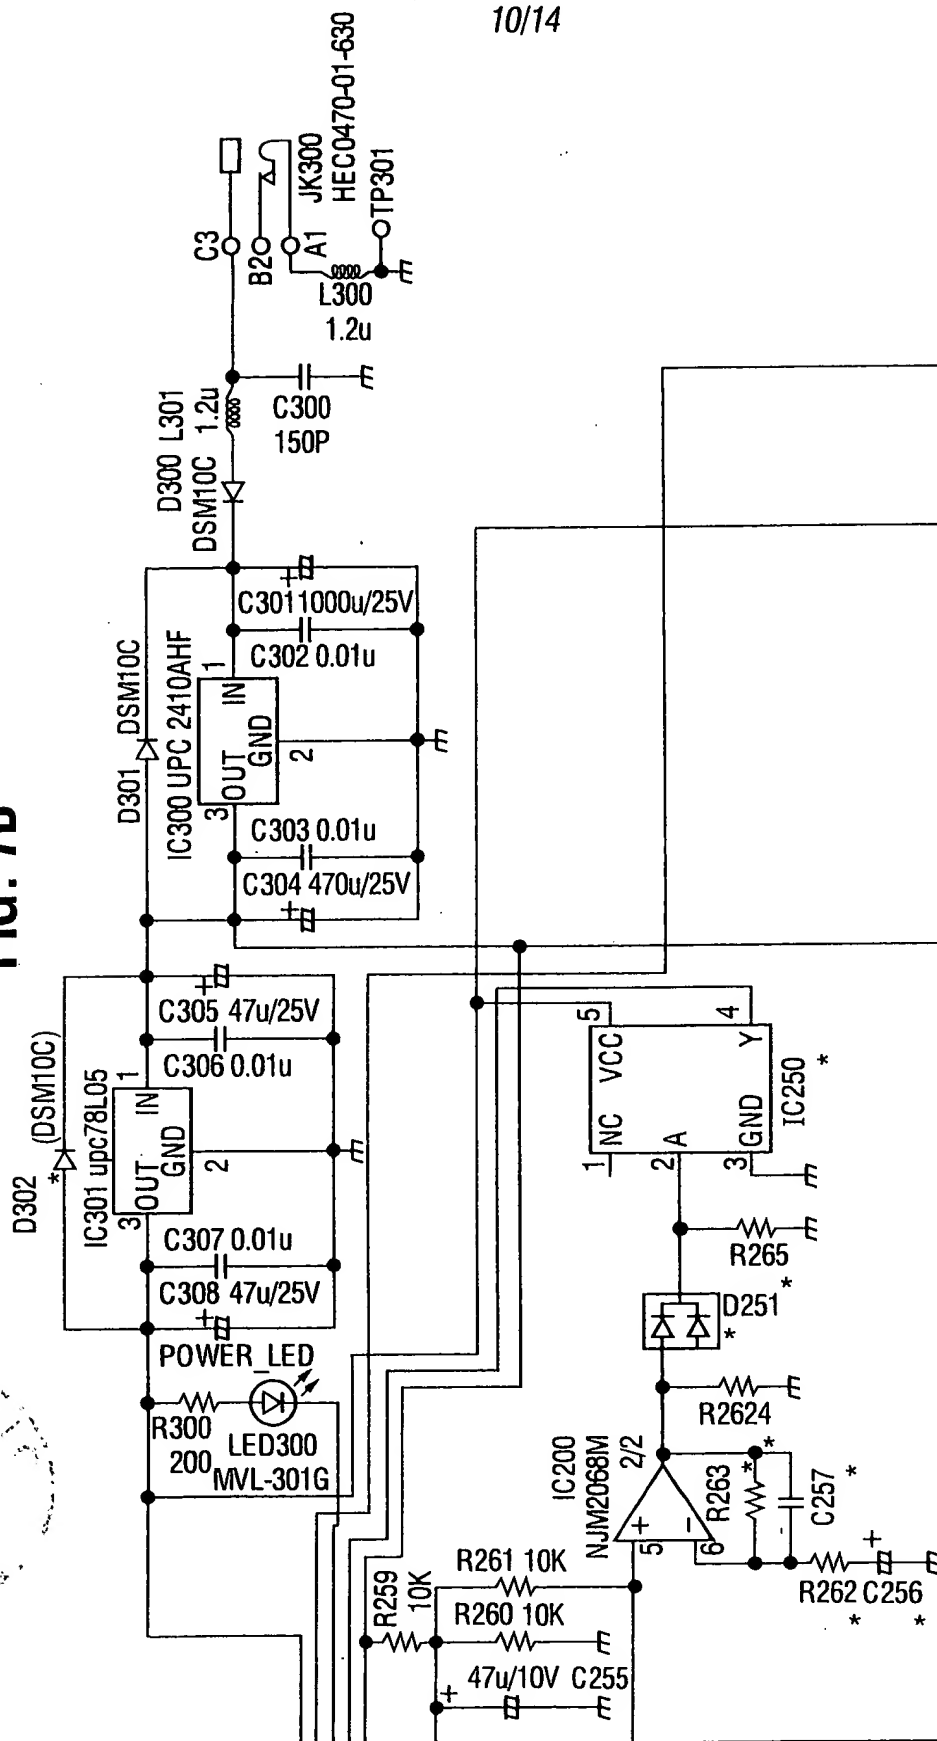 10/14
FIG. 7B
C3
B2
A1
JK300
HEC0470-01-630
TP301
L300
1.2u
D300 L301
DSM10C 1.2u
C300
150P
C301 1000u/25V
C302 0.01u
D301 DSM10C
IC300 UPC 2410AHF
1
IN
OUT
GND
2
3
C303 0.01u
C304 470u/25V
D302 (DSM10C)
*
C305 47u/25V
C306 0.01u
IC301 upc78L05
1
IN
OUT
GND
2
3
C307 0.01u
C308 47u/25V
POWER_LED
R300
200
LED300
MVL-301G
5
VCC
4
Y
1
NC
2
A
3
GND
IC250
*
R265
*
D251
*
R2624
IC200
NJM2068M
2/2
+
-
5
6
R263
*
*
C257
*
R262 C256
* *
R259
10K
R261 10K
R260 10K
47u/10V C255